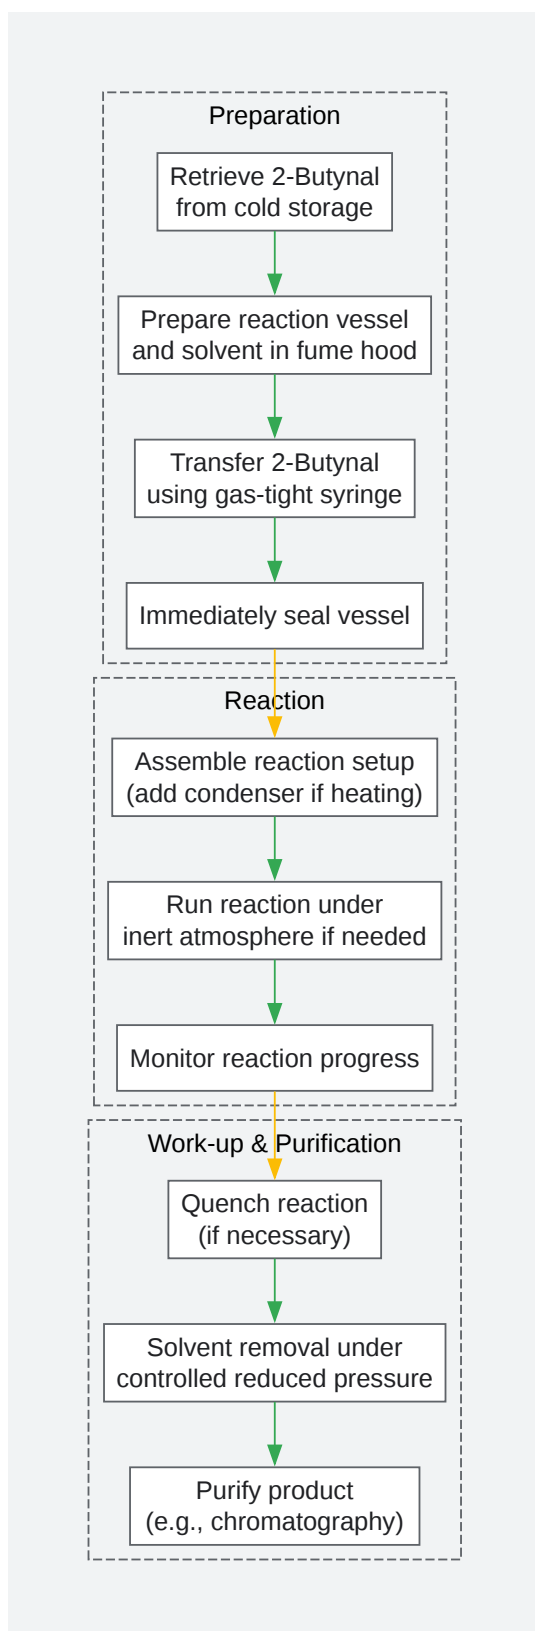 Preparation
Retrieve 2-Butynal
from cold storage
Prepare reaction vessel
and solvent in fume hood
Transfer 2-Butynal
using gas-tight syringe
Immediately seal vessel
Reaction
Assemble reaction setup
(add condenser if heating)
Run reaction under
inert atmosphere if needed
Monitor reaction progress
Work-up & Purification
Quench reaction
(if necessary)
Solvent removal under
controlled reduced pressure
Purify product
(e.g., chromatography)